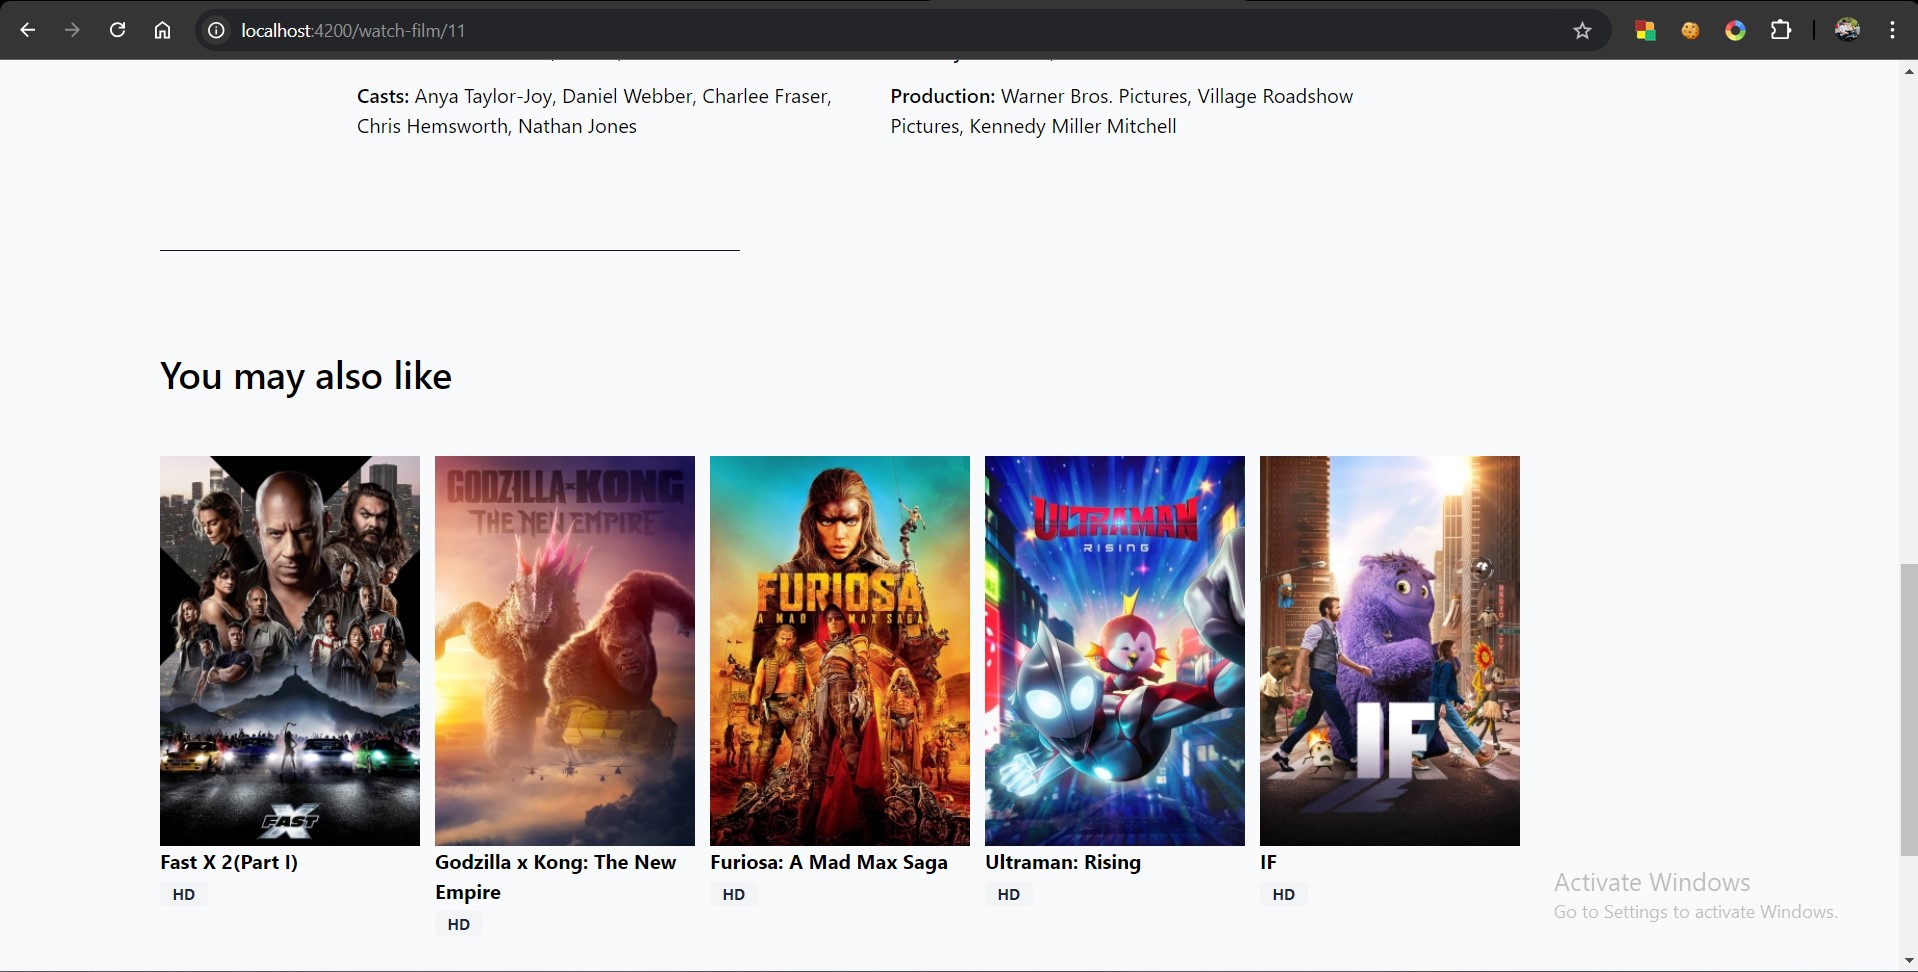 localhost:4200/watch-film/11
Casts: Anya Taylor-Joy, Daniel Webber, Charlee Fraser,
Chris Hemsworth, Nathan Jones
Production: Warner Bros. Pictures, Village Roadshow
Pictures, Kennedy Miller Mitchell
You may also like
FAST X
GODZILLA x KONG
THE NEW EMPIRE
FURIOSA
A MAD MAX SAGA
ULTRAMAN
RISING
IF
Fast X 2(Part I)
HD
Godzilla x Kong: The New
Empire
HD
Furiosa: A Mad Max Saga
HD
Ultraman: Rising
HD
IF
HD
Activate Windows
Go to Settings to activate Windows.